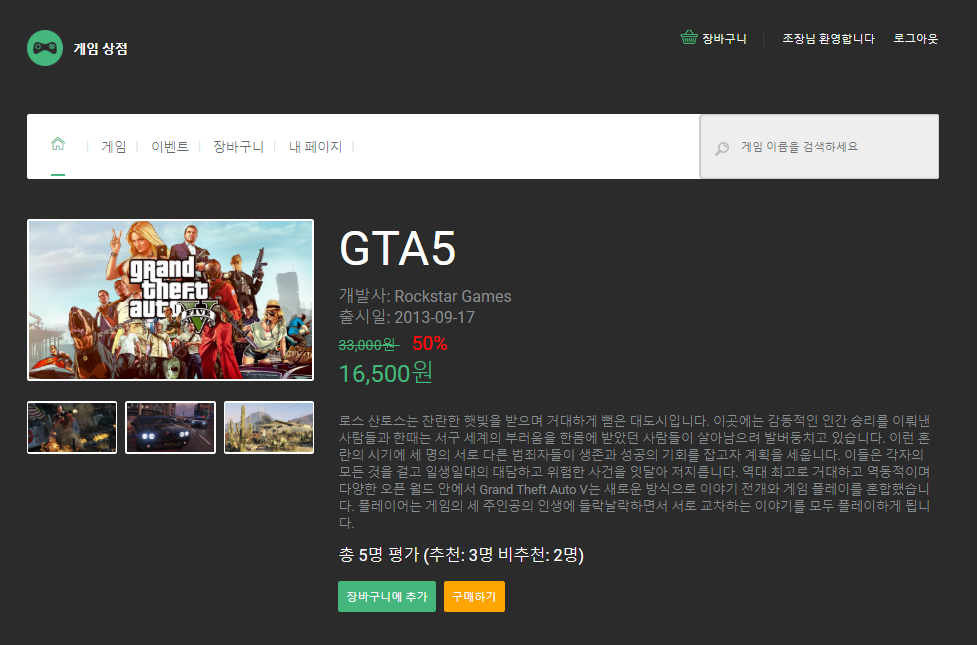 게임 상점
장바구니
조장님 환영합니다
로그아웃
게임
이벤트
장바구니
내 페이지
게임 이름을 검색하세요
grand
theft
auto
FIVE
GTA5
개발사: Rockstar Games
출시일: 2013-09-17
33,000원 50%
16,500원
로스 산토스는 찬란한 햇빛을 받으며 거대하게 뻗은 대도시입니다. 이곳에는 감동적인 인간 승리를 이뤄낸
사람들과 한때는 서구 세계의 부러움을 한몸에 받았던 사람들이 살아남으려 발버둥치고 있습니다. 이런 혼
란의 시기에 세 명의 서로 다른 범죄자들이 생존과 성공의 기회를 잡고자 계획을 세웁니다. 이들은 각자의
모든 것을 걸고 일생일대의 대담하고 위험한 사건을 잇달아 저지릅니다. 역대 최고로 거대하고 역동적이며
다양한 오픈 월드 안에서 Grand Theft Auto V는 새로운 방식으로 이야기 전개와 게임 플레이를 혼합했습니
다. 플레이어는 게임의 세 주인공의 인생에 들락날락하면서 서로 교차하는 이야기를 모두 플레이하게 됩니
다.
총 5명 평가 (추천: 3명 비추천: 2명)
장바구니에 추가
구매하기